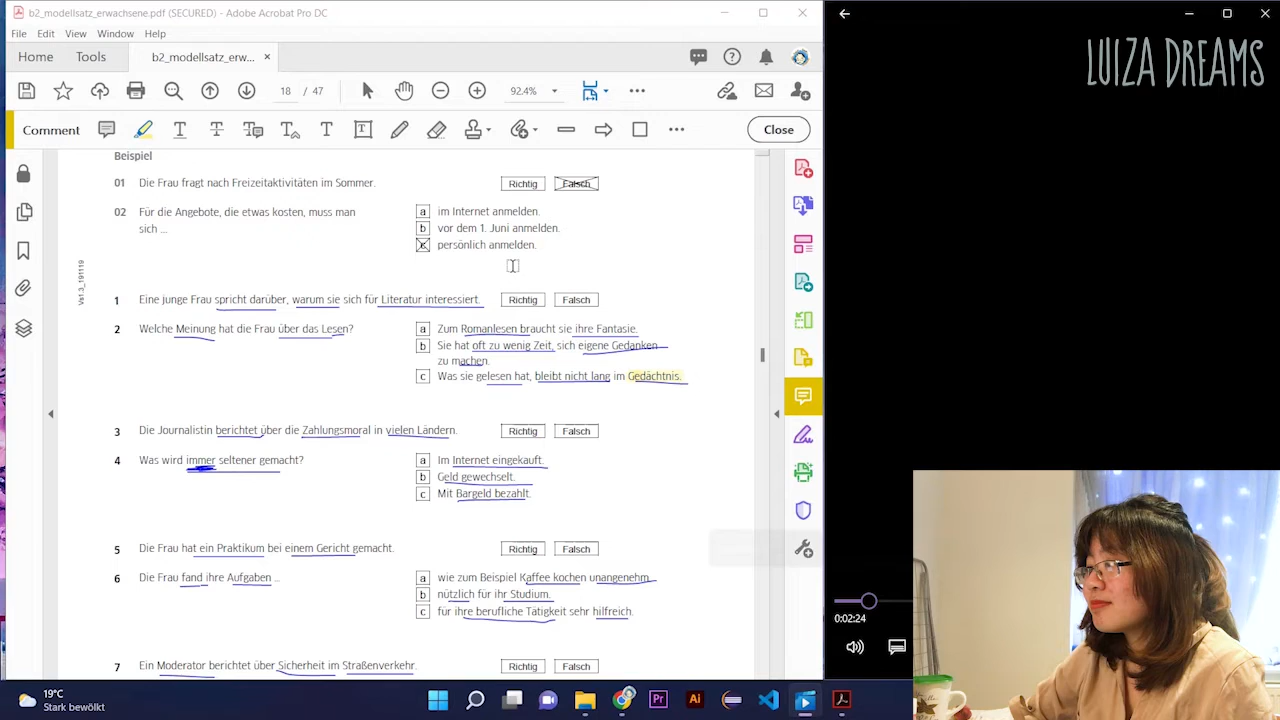 b2_modellsatz_erwachsene.pdf (SECURED) - Adobe Acrobat Pro DC
File Edit View Window Help
Home Tools b2_modellsatz_erw... ×
18 / 47 92.4%
Comment Close
LUIZA DREAMS
Beispiel
01 Die Frau fragt nach Freizeitaktivitäten im Sommer. Richtig Falsch
02 Für die Angebote, die etwas kosten, muss man sich ...
a im Internet anmelden.
b vor dem 1. Juni anmelden.
c persönlich anmelden.
Vs1.3_191119
1 Eine junge Frau spricht darüber, warum sie sich für Literatur interessiert. Richtig Falsch
2 Welche Meinung hat die Frau über das Lesen?
a Zum Romanlesen braucht sie ihre Fantasie.
b Sie hat oft zu wenig Zeit, sich eigene Gedanken
zu machen.
c Was sie gelesen hat, bleibt nicht lang im Gedächtnis.
3 Die Journalistin berichtet über die Zahlungsmoral in vielen Ländern. Richtig Falsch
4 Was wird immer seltener gemacht?
a Im Internet eingekauft.
b Geld gewechselt.
c Mit Bargeld bezahlt.
5 Die Frau hat ein Praktikum bei einem Gericht gemacht. Richtig Falsch
6 Die Frau fand ihre Aufgaben ...
a wie zum Beispiel Kaffee kochen unangenehm.
b nützlich für ihr Studium.
c für ihre berufliche Tätigkeit sehr hilfreich.
7 Ein Moderator berichtet über Sicherheit im Straßenverkehr. Richtig Falsch
0:02:24
19°C
Stark bewölkt
Pr
Ai